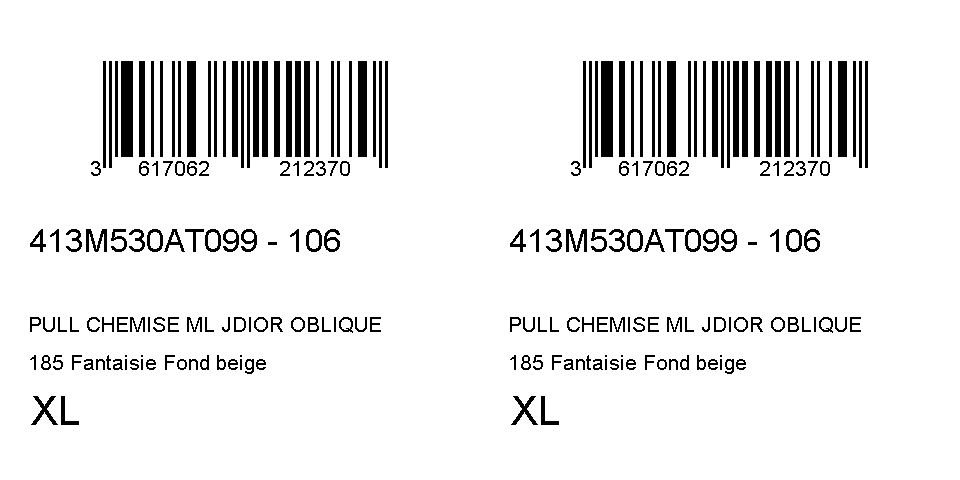 3 617062 212370
413M530AT099 - 106
PULL CHEMISE ML JDIOR OBLIQUE
185 Fantaisie Fond beige
XL
3 617062 212370
413M530AT099 - 106
PULL CHEMISE ML JDIOR OBLIQUE
185 Fantaisie Fond beige
XL